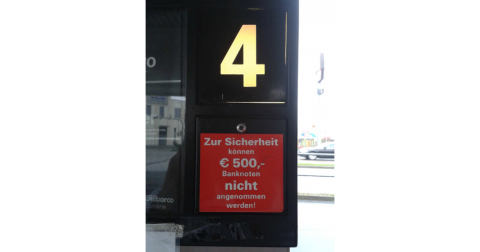 4
Zur Sicherheit
können
€ 500,-
Banknoten
nicht
angenommen
werden!